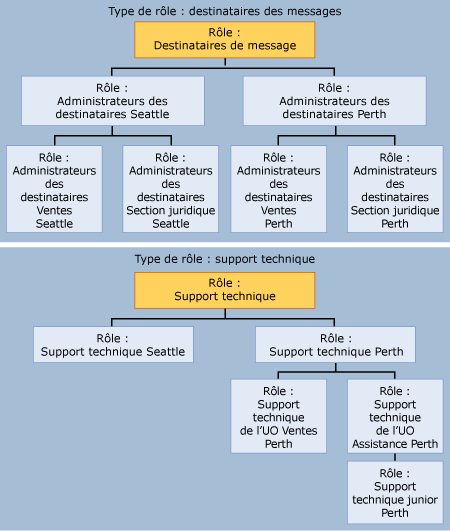 Type de rôle : destinataires des messages
Rôle :
Destinataires de message
Rôle :
Administrateurs des
destinataires Seattle
Rôle :
Administrateurs des
destinataires Perth
Rôle :
Administrateurs
des
destinataires
Ventes
Seattle
Rôle :
Administrateurs
des
destinataires
Section juridique
Seattle
Rôle :
Administrateurs
des
destinataires
Ventes
Perth
Rôle :
Administrateurs
des
destinataires
Section juridique
Perth
Type de rôle : support technique
Rôle :
Support technique
Rôle :
Support technique Seattle
Rôle :
Support technique Perth
Rôle :
Support
technique
de l'UO Ventes
Perth
Rôle :
Support
technique
de l'UO
Assistance Perth
Rôle :
Support
technique junior
Perth